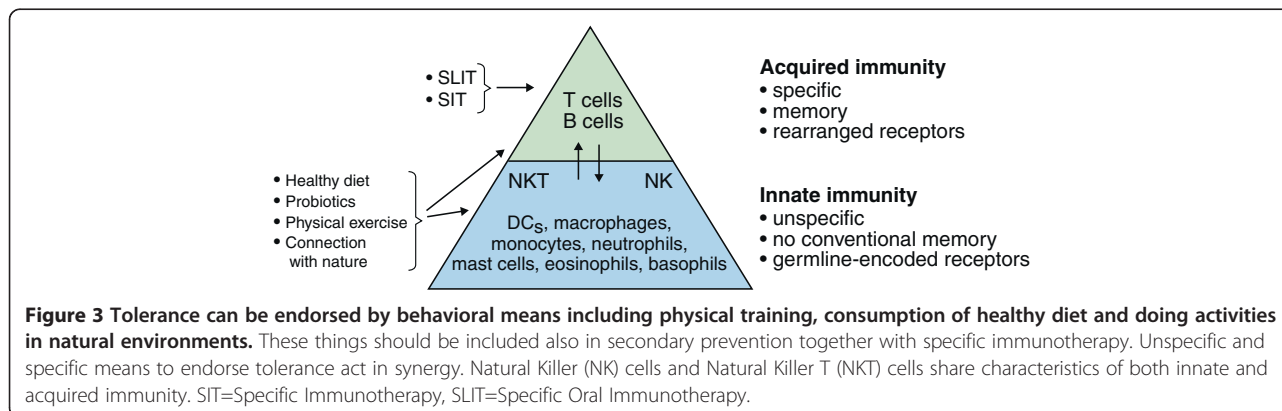 • SLIT
• SIT
T cells
B cells
Acquired immunity
• specific
• memory
• rearranged receptors
• Healthy diet
• Probiotics
• Physical exercise
• Connection
with nature
NKT NK
DCs, macrophages,
monocytes, neutrophils,
mast cells, eosinophils, basophils
Innate immunity
• unspecific
• no conventional memory
• germline-encoded receptors
Figure 3 Tolerance can be endorsed by behavioral means including physical training, consumption of healthy diet and doing activities
in natural environments. These things should be included also in secondary prevention together with specific immunotherapy. Unspecific and
specific means to endorse tolerance act in synergy. Natural Killer (NK) cells and Natural Killer T (NKT) cells share characteristics of both innate and
acquired immunity. SIT=Specific Immunotherapy, SLIT=Specific Oral Immunotherapy.